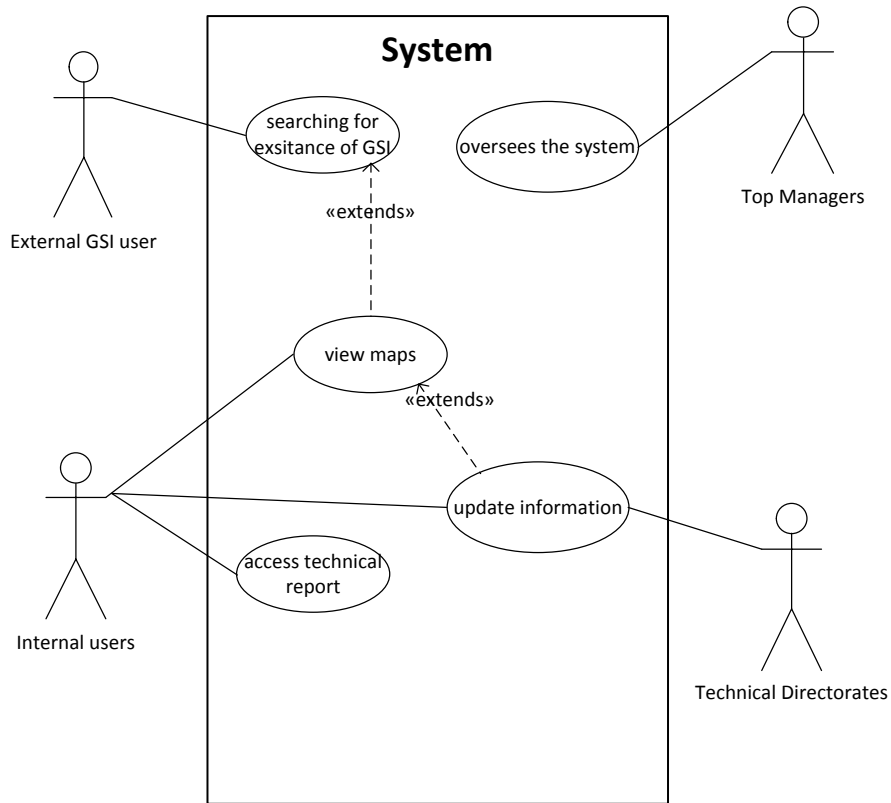 System
searching for
exsitance of GSI
oversees the system
Top Managers
External GSI user
«extends»
view maps
«extends»
update information
access technical
report
Internal users
Technical Directorates